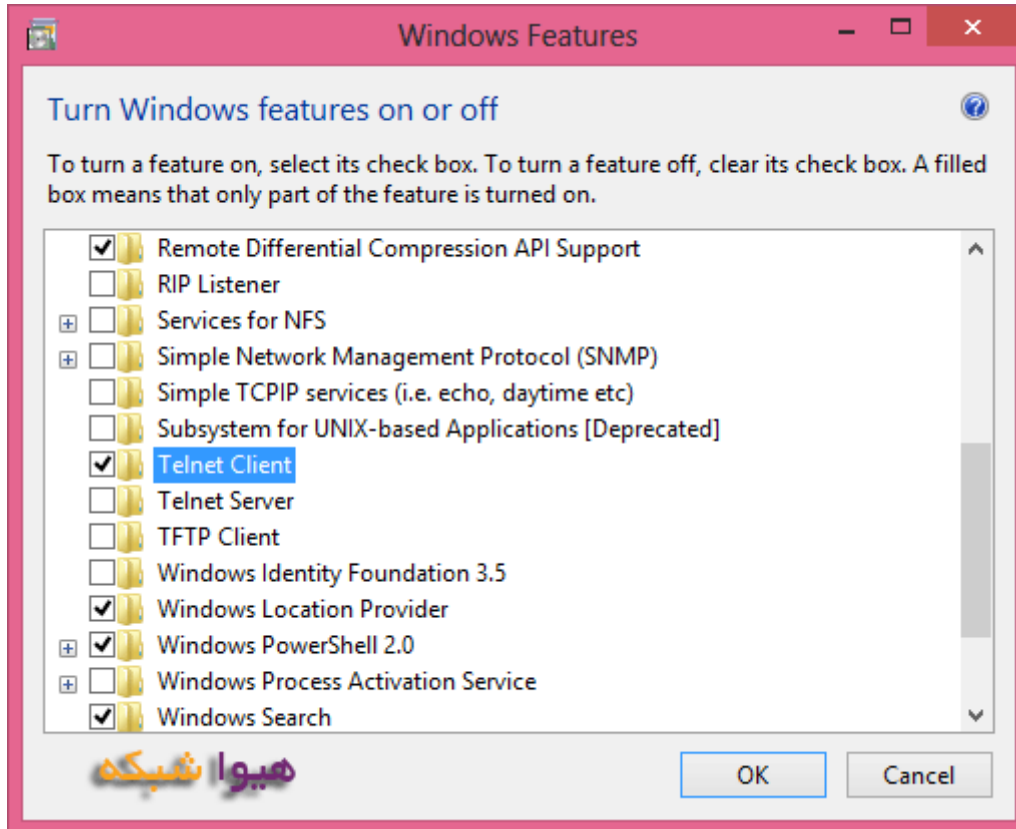 Windows Features
Turn Windows features on or off
To turn a feature on, select its check box. To turn a feature off, clear its check box. A filled
box means that only part of the feature is turned on.
Remote Differential Compression API Support
RIP Listener
Services for NFS
Simple Network Management Protocol (SNMP)
Simple TCPIP services (i.e. echo, daytime etc)
Subsystem for UNIX-based Applications [Deprecated]
Telnet Client
Telnet Server
TFTP Client
Windows Identity Foundation 3.5
Windows Location Provider
Windows PowerShell 2.0
Windows Process Activation Service
Windows Search
هیوا شبکه
OK Cancel